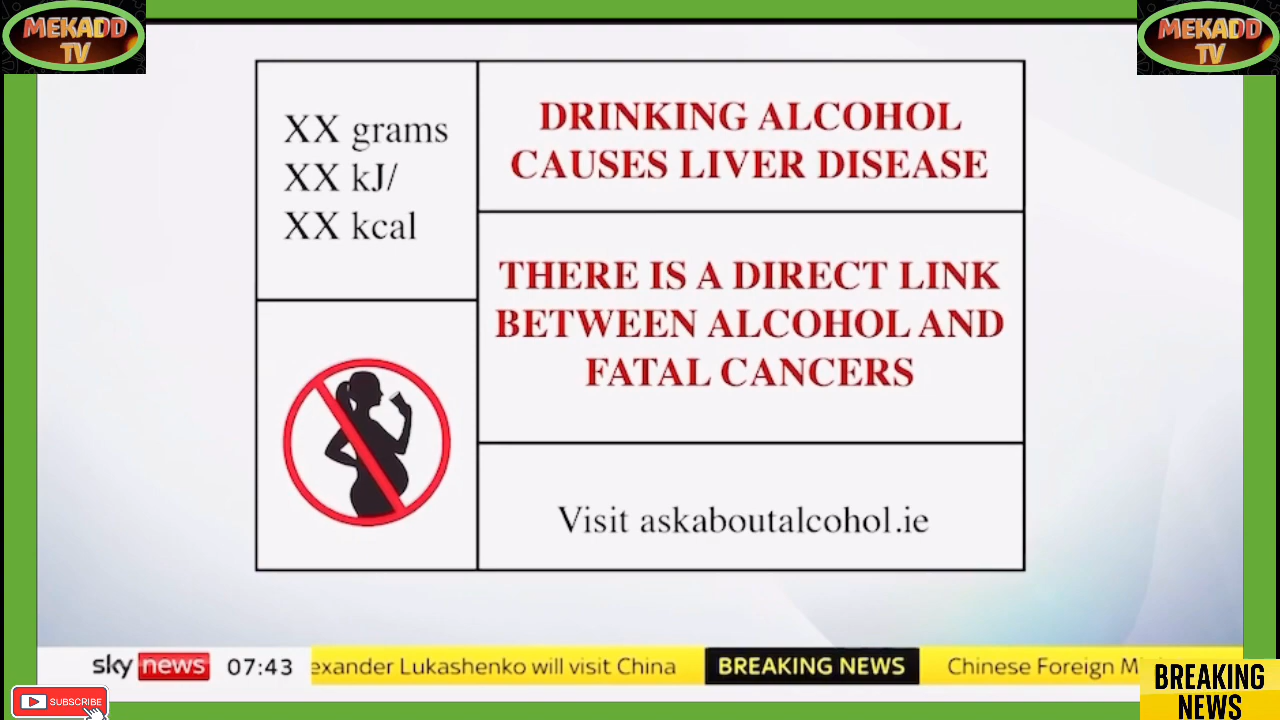 MEKADD
TV
MEKADD
TV
XX grams
XX kJ/
XX kcal
DRINKING ALCOHOL
CAUSES LIVER DISEASE
THERE IS A DIRECT LINK
BETWEEN ALCOHOL AND
FATAL CANCERS
Visit askaboutalcohol.ie
sky news 07:43 exander Lukashenko will visit China BREAKING NEWS Chinese Foreign
SUBSCRIBE
BREAKING
NEWS